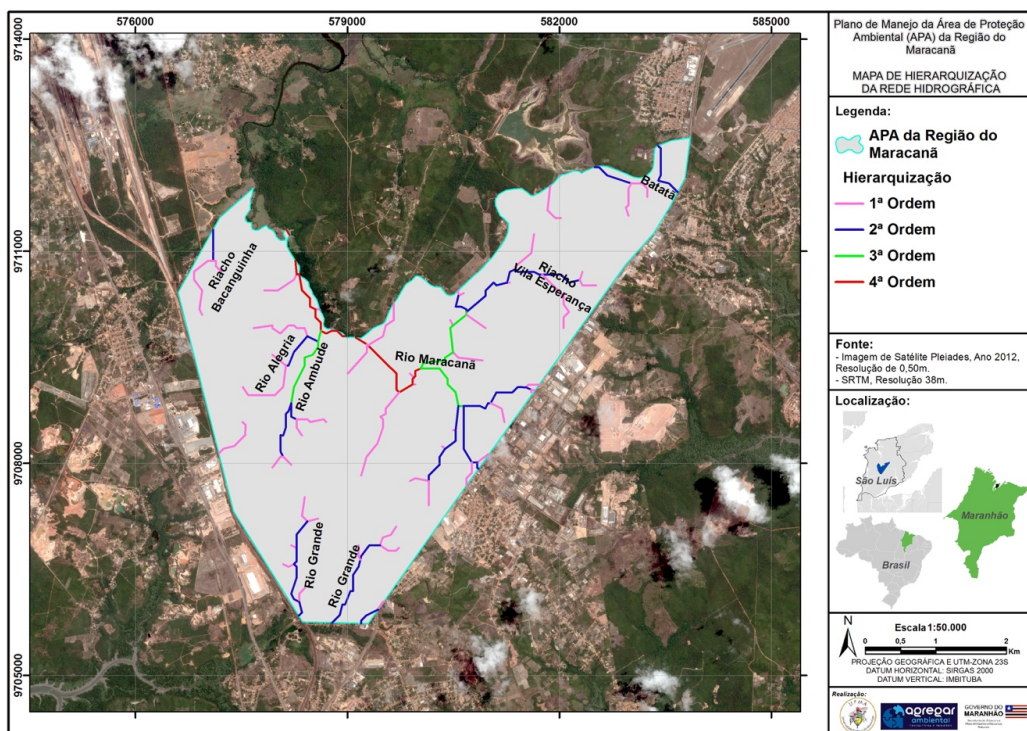 576000 579000 582000 585000
9714000
9711000
9708000
9705000
Batatã
Riacho
Vila Esperança
Riacho
Bacanguinha
Rio Maracanã
Rio Alegria
Rio Ambude
Rio Grande
Rio Grande
Plano de Manejo da Área de Proteção
Ambiental (APA) da Região do
Maracanã
MAPA DE HIERARQUIZAÇÃO
DA REDE HIDROGRÁFICA
Legenda:
APA da Região do
Maracanã
Hierarquização
1ª Ordem
2ª Ordem
3ª Ordem
4ª Ordem
Fonte:
- Imagem de Satélite Pleiades, Ano 2012,
Resolução de 0,50m.
- SRTM, Resolução 38m.
Localização:
São Luís
Maranhão
Brasil
N
Escala 1:50.000
0 0,5 1 2
Km
PROJEÇÃO GEOGRÁFICA E UTM-ZONA 23S
DATUM HORIZONTAL: SIRGAS 2000
DATUM VERTICAL: IMBITUBA
Realização:
UFMA
agregar
ambiental
GOVERNO DO
MARANHÃO